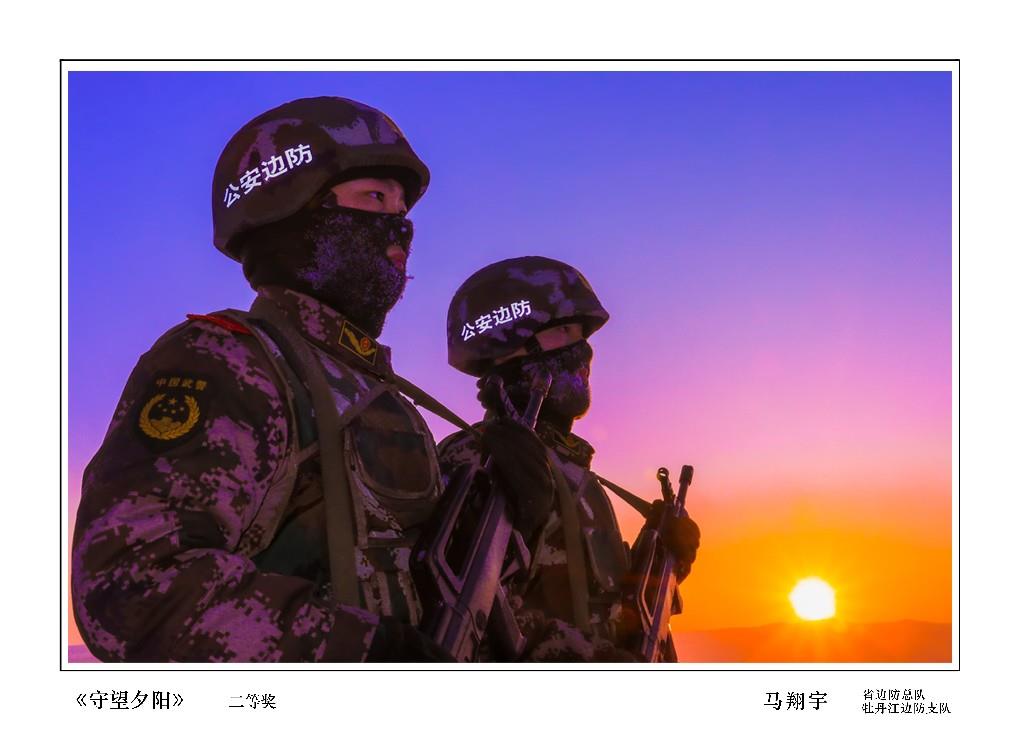 公安边防
公安边防
中国武警
《守望夕阳》 二等奖
马翔宇
省边防总队
牡丹江边防支队